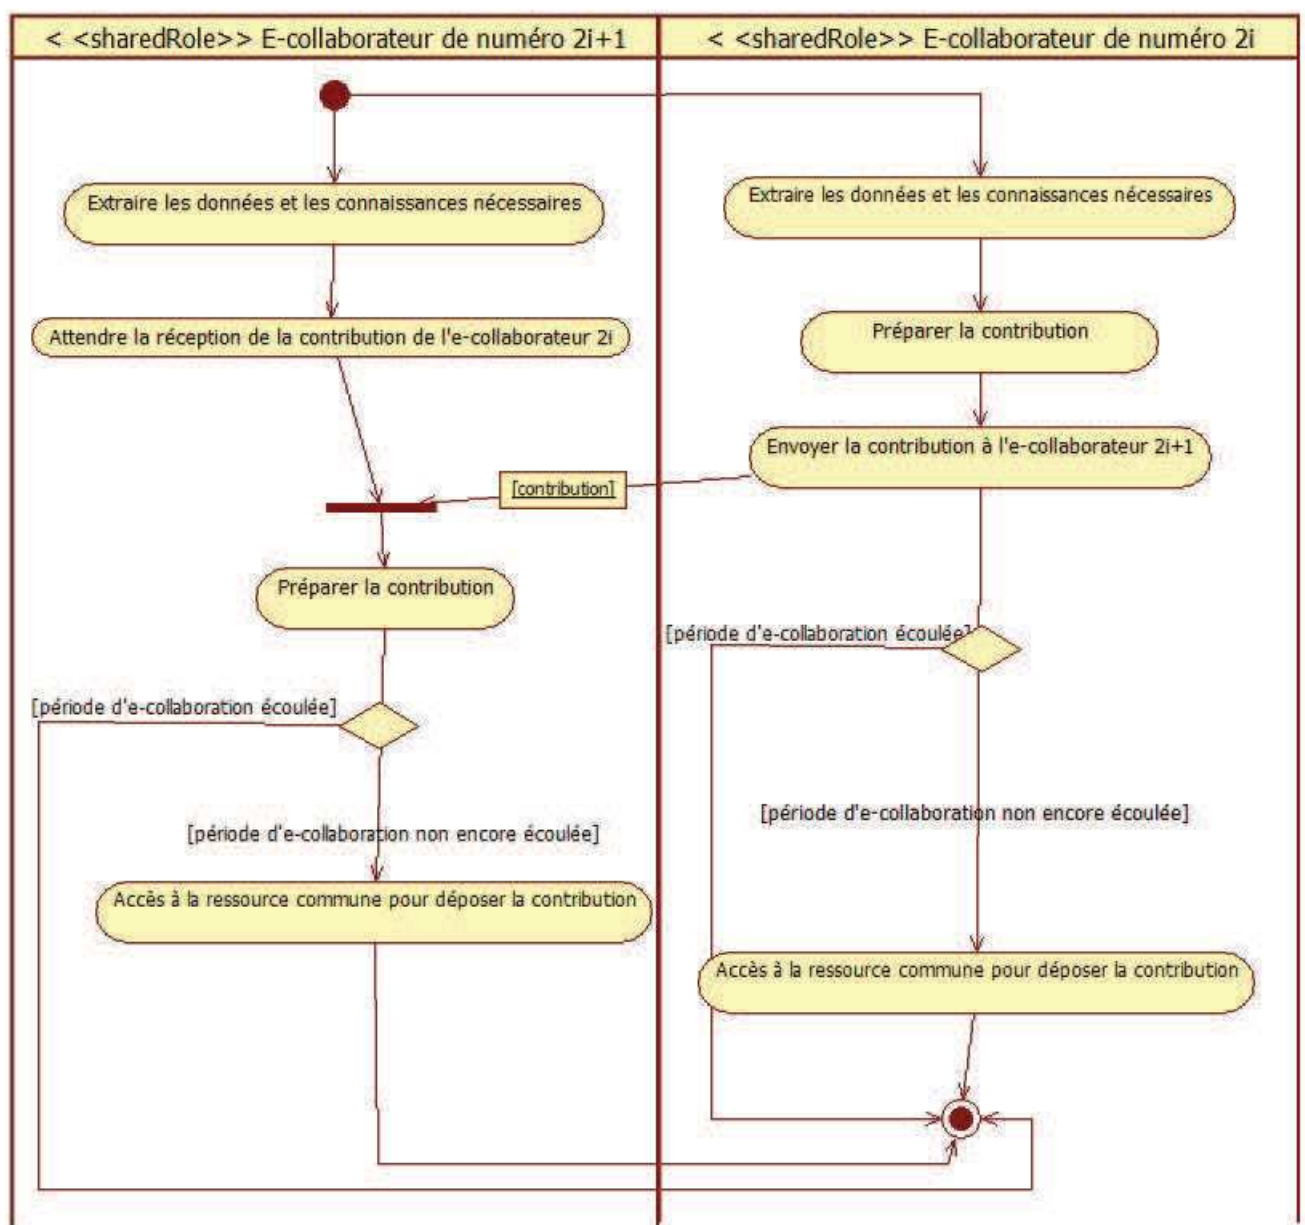 < <sharedRole>> E-collaborateur de numéro 2i+1
< <sharedRole>> E-collaborateur de numéro 2i
Extraire les données et les connaissances nécessaires
Extraire les données et les connaissances nécessaires
Attendre la réception de la contribution de l'e-collaborateur 2i
Préparer la contribution
Envoyer la contribution à l'e-collaborateur 2i+1
[contribution]
Préparer la contribution
[période d'e-collaboration écoulée]
[période d'e-collaboration écoulée]
[période d'e-collaboration non encore écoulée]
[période d'e-collaboration non encore écoulée]
Accès à la ressource commune pour déposer la contribution
Accès à la ressource commune pour déposer la contribution